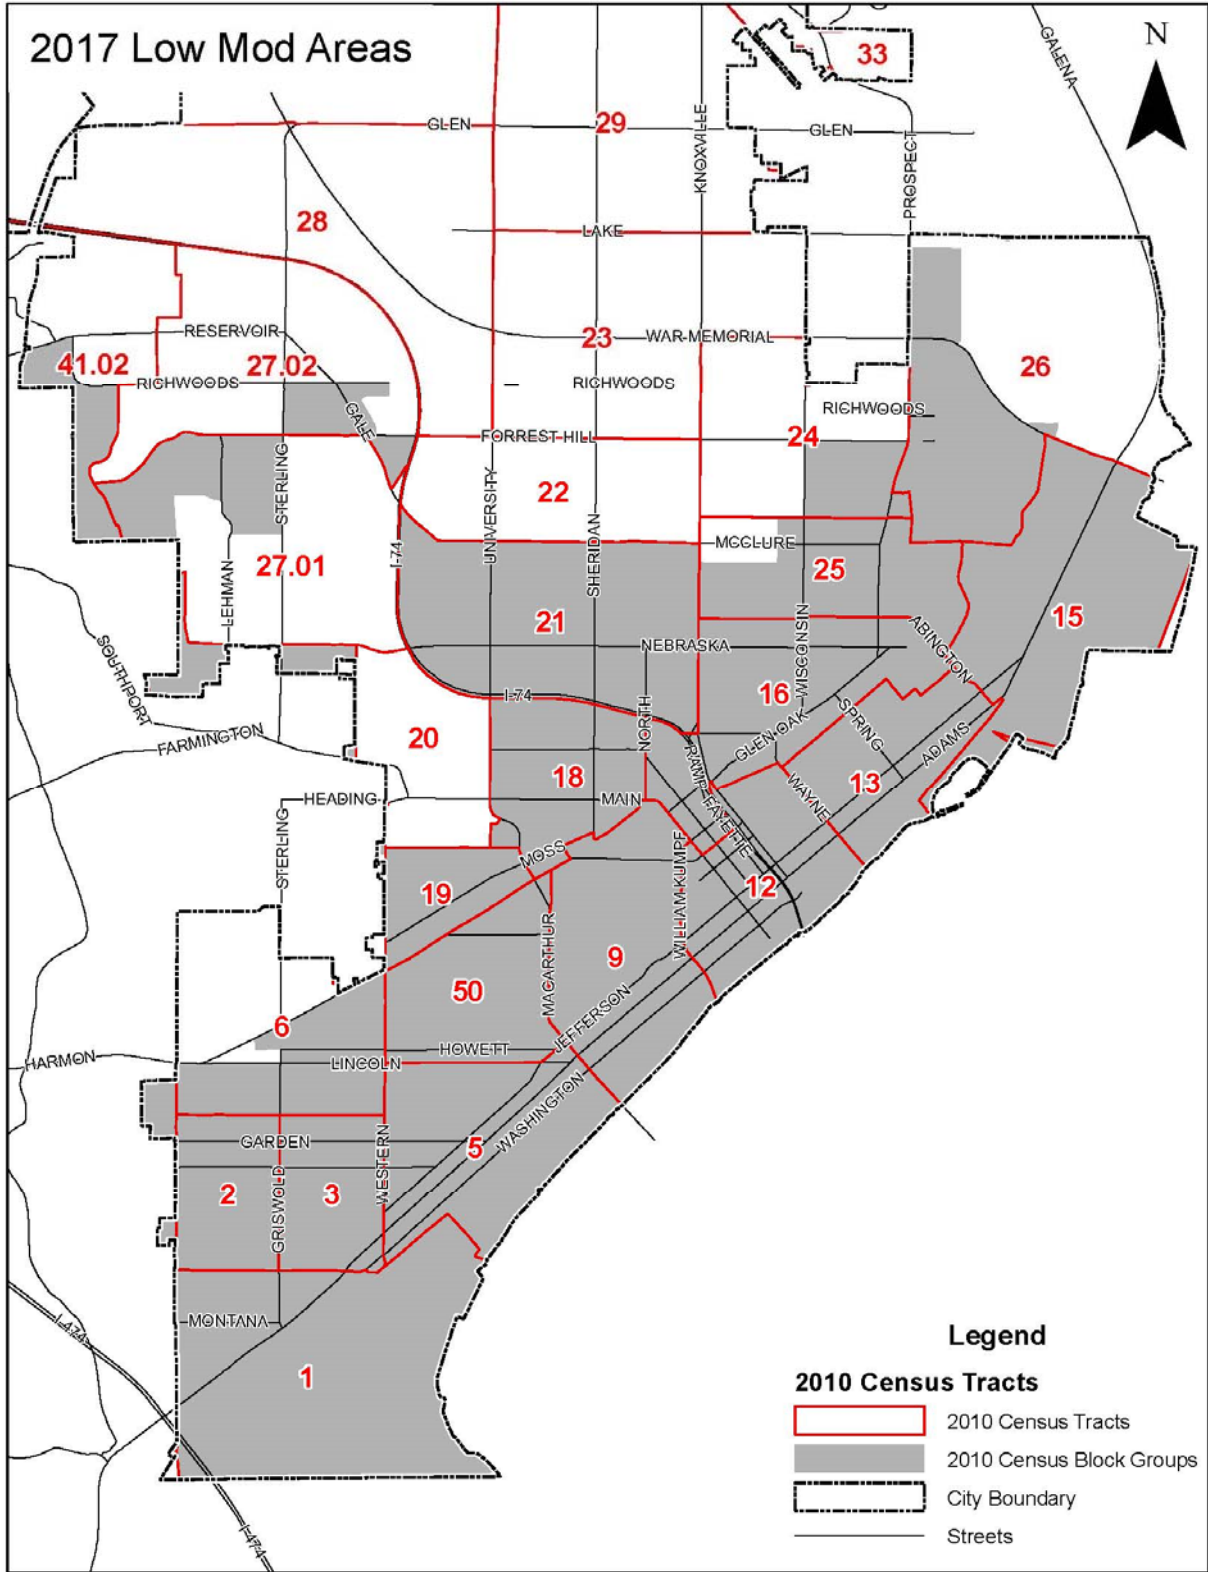 2017 Low Mod Areas
N
33
GALENA
GLEN
29
KNOXVILLE
GLEN
PROSPECT
28
LAKE
RESERVOIR
23
WAR MEMORIAL
41.02
27.02
RICHWOODS
RICHWOODS
26
RICHWOODS
GALE
FORREST HILL
24
STERLING
UNIVERSITY
22
SHERIDAN
I-74
MCCLURE
25
27.01
LEHMAN
21
15
NEBRASKA
WISCONSIN
ABINGTON
SOUTHPORT
16
I-74
NORTH
SPRING
GLEN OAK
FARMINGTON
20
ADAMS
18
RAMP
13
HEADING
MAIN
WAYNE
FAYETTE
STERLING
WILLIAM KUMPF
MOSS
19
12
MACARTHUR
9
50
JEFFERSON
6
HARMON
HOWETT
LINCOLN
WASHINGTON
GARDEN
5
WESTERN
2
3
GRISWOLD
MONTANA
I-474
1
I-474
Legend
2010 Census Tracts
2010 Census Tracts
2010 Census Block Groups
City Boundary
Streets